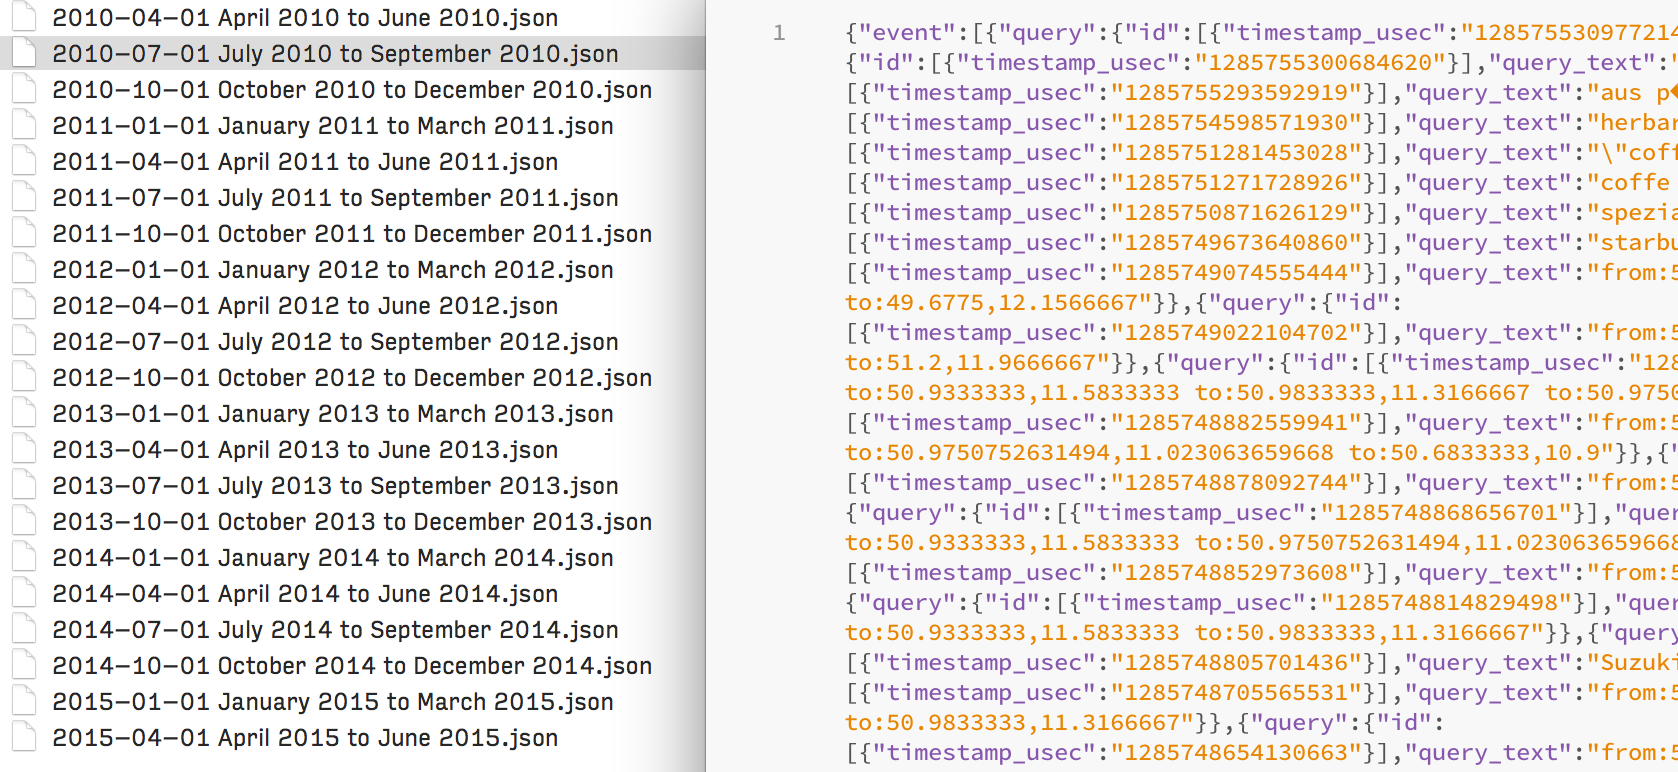 2010-04-01 April 2010 to June 2010.json
2010-07-01 July 2010 to September 2010.json
2010-10-01 October 2010 to December 2010.json
2011-01-01 January 2011 to March 2011.json
2011-04-01 April 2011 to June 2011.json
2011-07-01 July 2011 to September 2011.json
2011-10-01 October 2011 to December 2011.json
2012-01-01 January 2012 to March 2012.json
2012-04-01 April 2012 to June 2012.json
2012-07-01 July 2012 to September 2012.json
2012-10-01 October 2012 to December 2012.json
2013-01-01 January 2013 to March 2013.json
2013-04-01 April 2013 to June 2013.json
2013-07-01 July 2013 to September 2013.json
2013-10-01 October 2013 to December 2013.json
2014-01-01 January 2014 to March 2014.json
2014-04-01 April 2014 to June 2014.json
2014-07-01 July 2014 to September 2014.json
2014-10-01 October 2014 to December 2014.json
2015-01-01 January 2015 to March 2015.json
2015-04-01 April 2015 to June 2015.json
1 {"event":[{"query":{"id":[{"timestamp_usec":"128575530977214
{"id":[{"timestamp_usec":"1285755300684620"}],"query_text":"
[{"timestamp_usec":"1285755293592919"}],"query_text":"aus p�
[{"timestamp_usec":"1285754598571930"}],"query_text":"herbar
[{"timestamp_usec":"1285751281453028"}],"query_text":"\"coff
[{"timestamp_usec":"1285751271728926"}],"query_text":"coffe
[{"timestamp_usec":"1285750871626129"}],"query_text":"spezia
[{"timestamp_usec":"1285749673640860"}],"query_text":"starbu
[{"timestamp_usec":"1285749074555444"}],"query_text":"from:5
to:49.6775,12.1566667"}},{"query":{"id":
[{"timestamp_usec":"1285749022104702"}],"query_text":"from:5
to:51.2,11.9666667"}},{"query":{"id":[{"timestamp_usec":"128
to:50.9333333,11.5833333 to:50.9833333,11.3166667 to:50.9750
[{"timestamp_usec":"1285748882559941"}],"query_text":"from:5
to:50.9750752631494,11.023063659668 to:50.6833333,10.9"}},{"
[{"timestamp_usec":"1285748878092744"}],"query_text":"from:5
{"query":{"id":[{"timestamp_usec":"1285748868656701"}],"quer
to:50.9333333,11.5833333 to:50.9750752631494,11.023063659668
[{"timestamp_usec":"1285748852973608"}],"query_text":"from:5
{"query":{"id":[{"timestamp_usec":"1285748814829498"}],"quer
to:50.9333333,11.5833333 to:50.9833333,11.3166667"}},{"query
[{"timestamp_usec":"1285748805701436"}],"query_text":"Suzuki
[{"timestamp_usec":"1285748705565531"}],"query_text":"from:5
to:50.9833333,11.3166667"}},{"query":{"id":
[{"timestamp_usec":"1285748654130663"}],"query_text":"from:5